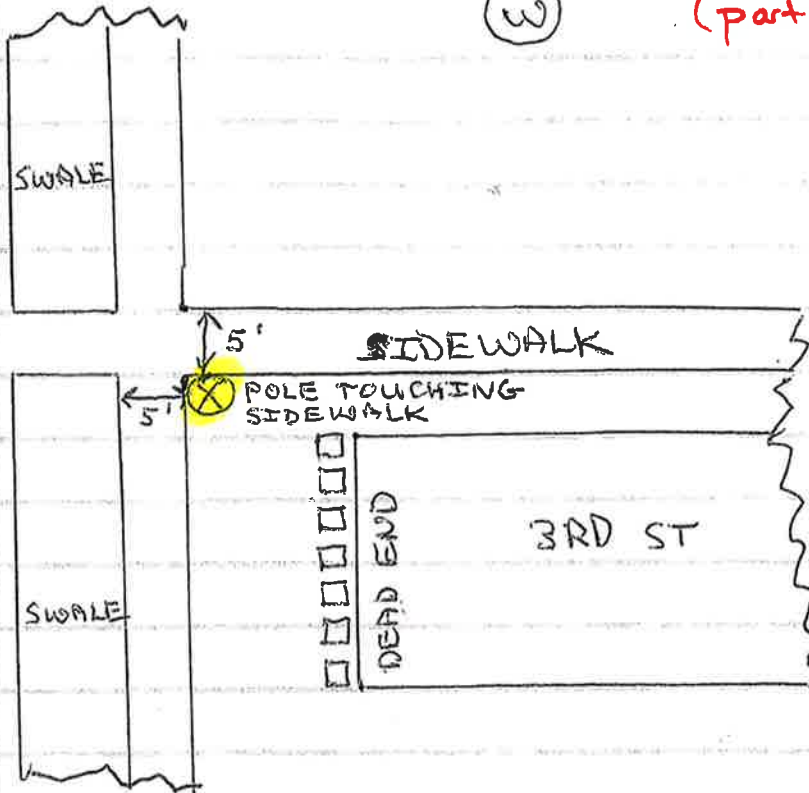 W
(part
SWALE
5'
SIDEWALK
5'
X POLE TOUCHING
SIDEWALK
3RD ST
DEAD END
SWALE